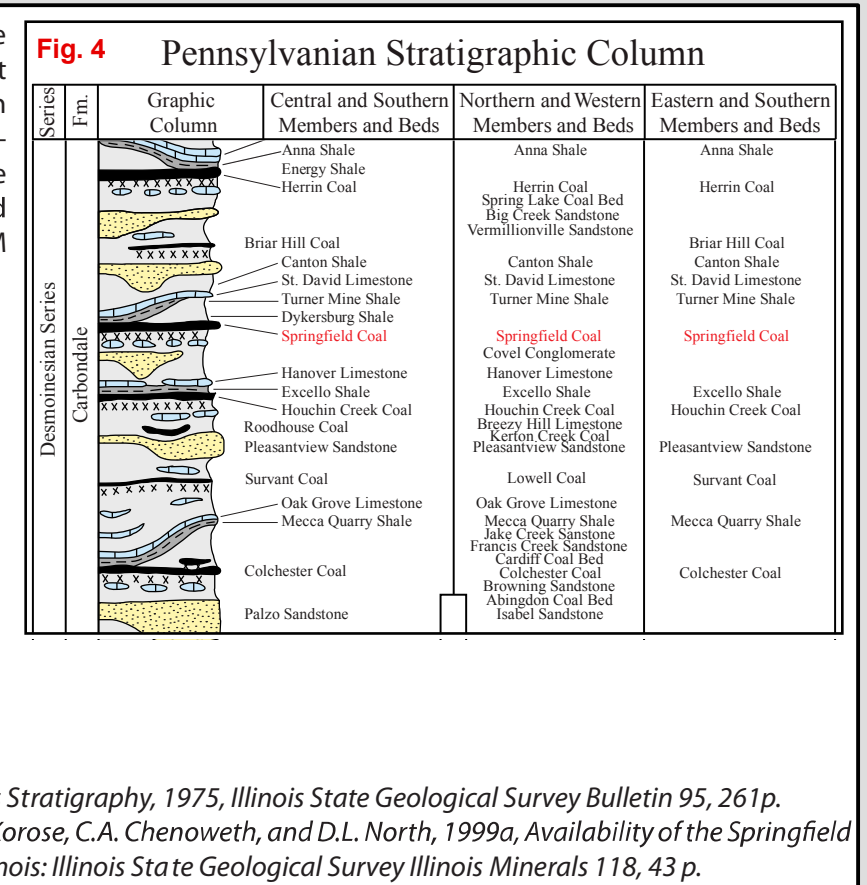 e
t
n
–
e
d
M
Fig. 4
Pennsylvanian Stratigraphic Column
Series
Fm.
Graphic
Column
Central and Southern
Members and Beds
Northern and Western
Members and Beds
Eastern and Southern
Members and Beds
Desmoinesian Series
Carbondale
Anna Shale
Energy Shale
Herrin Coal
Briar Hill Coal
Canton Shale
St. David Limestone
Turner Mine Shale
Dykersburg Shale
Springfield Coal
Hanover Limestone
Excello Shale
Houchin Creek Coal
Roodhouse Coal
Pleasantview Sandstone
Survant Coal
Oak Grove Limestone
Mecca Quarry Shale
Colchester Coal
Palzo Sandstone
Anna Shale
Herrin Coal
Spring Lake Coal Bed
Big Creek Sandstone
Vermillionville Sandstone
Canton Shale
St. David Limestone
Turner Mine Shale
Springfield Coal
Covel Conglomerate
Hanover Limestone
Excello Shale
Houchin Creek Coal
Breezy Hill Limestone
Kerton Creek Coal
Pleasantview Sandstone
Lowell Coal
Oak Grove Limestone
Mecca Quarry Shale
Jake Creek Sanstone
Francis Creek Sandstone
Cardiff Coal Bed
Colchester Coal
Browning Sandstone
Abingdon Coal Bed
Isabel Sandstone
Anna Shale
Herrin Coal
Briar Hill Coal
Canton Shale
St. David Limestone
Turner Mine Shale
Springfield Coal
Excello Shale
Houchin Creek Coal
Pleasantview Sandstone
Survant Coal
Mecca Quarry Shale
Colchester Coal
Stratigraphy, 1975, Illinois State Geological Survey Bulletin 95, 261p.
Korose, C.A. Chenoweth, and D.L. North, 1999a, Availability of the Springfield
nois: Illinois State Geological Survey Illinois Minerals 118, 43 p.